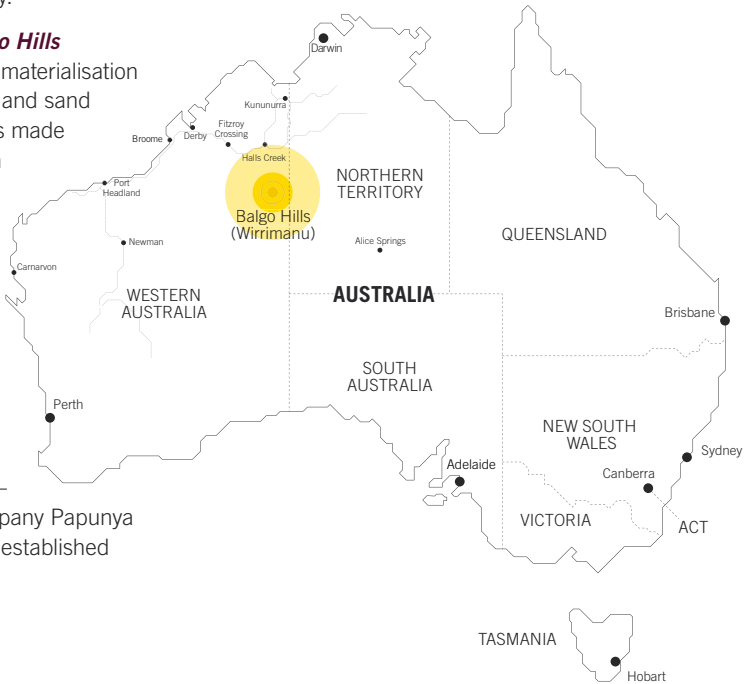 y.
o Hills
materialisation
and sand
s made
pany Papunya
established
Darwin
Kununurra
Fitzroy
Crossing
Derby
Broome
Halls Creek
Port
Headland
NORTHERN
TERRITORY
Balgo Hills
(Wirrimanu)
Newman
Alice Springs
QUEENSLAND
Carnarvon
WESTERN
AUSTRALIA
AUSTRALIA
Brisbane
SOUTH
AUSTRALIA
Perth
NEW SOUTH
WALES
Sydney
Adelaide
Canberra
VICTORIA
ACT
TASMANIA
Hobart